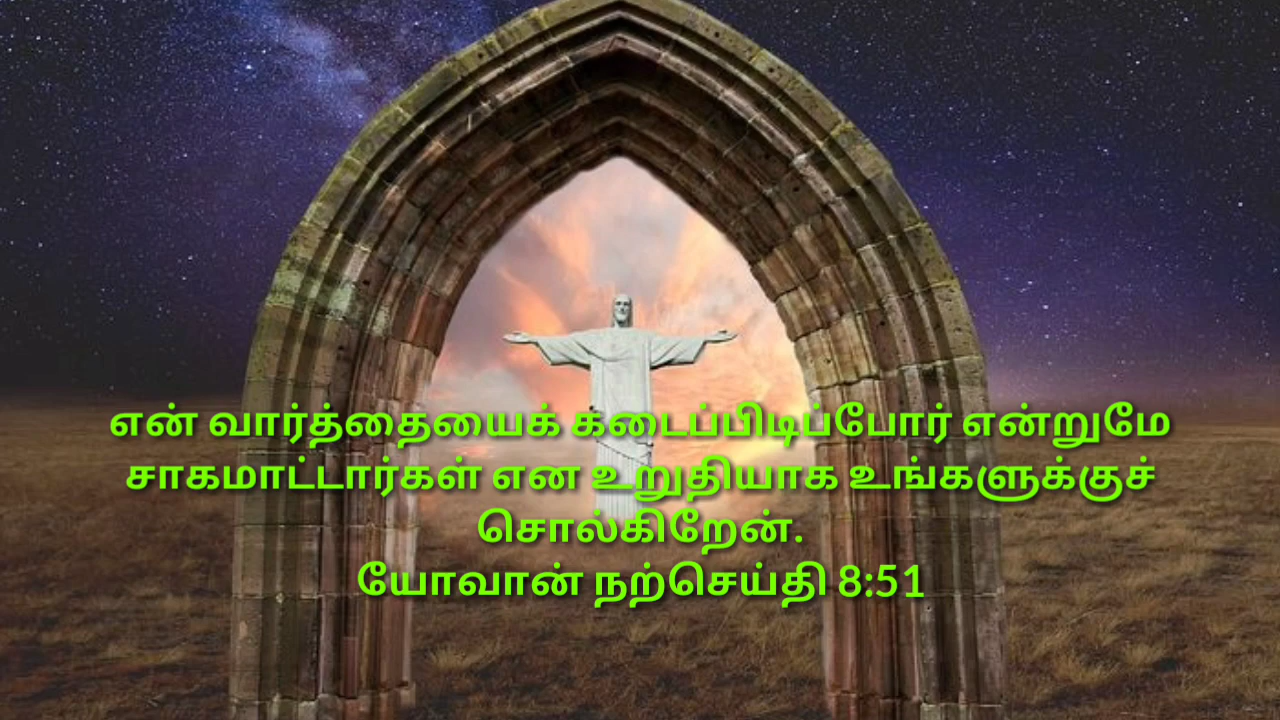 என் வார்த்தையைக் கடைப்பிடிப்போர் என்றுமே
சாகமாட்டார்கள் என உறுதியாக உங்களுக்குச்
சொல்கிறேன்.
யோவான் நற்செய்தி 8:51